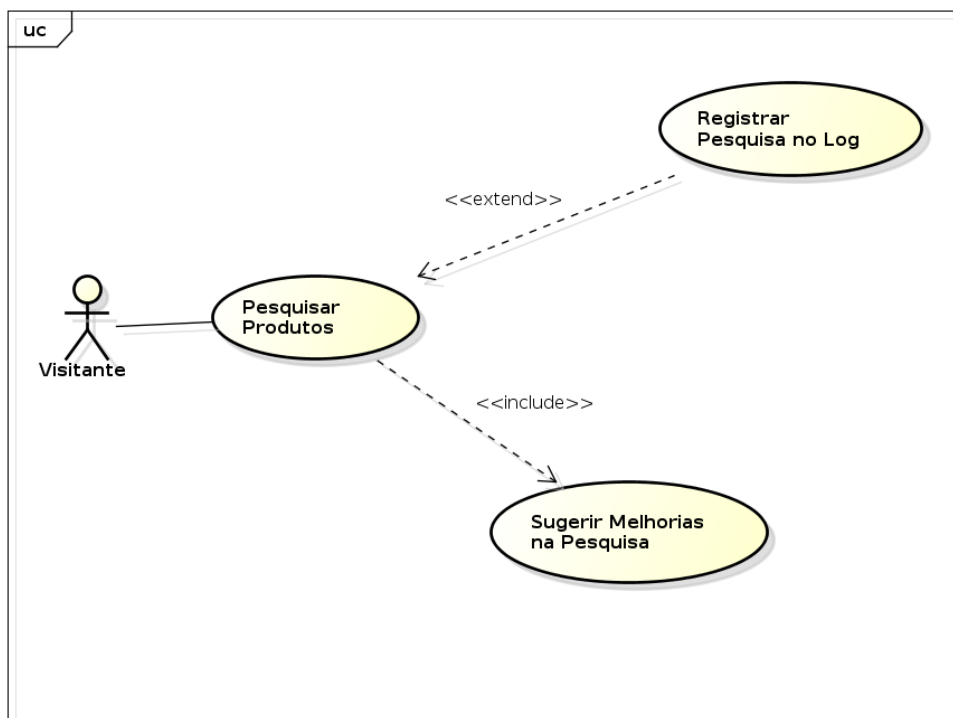 uc
Registrar
Pesquisa no Log
<<extend>>
Pesquisar
Produtos
Visitante
<<include>>
Sugerir Melhorias
na Pesquisa